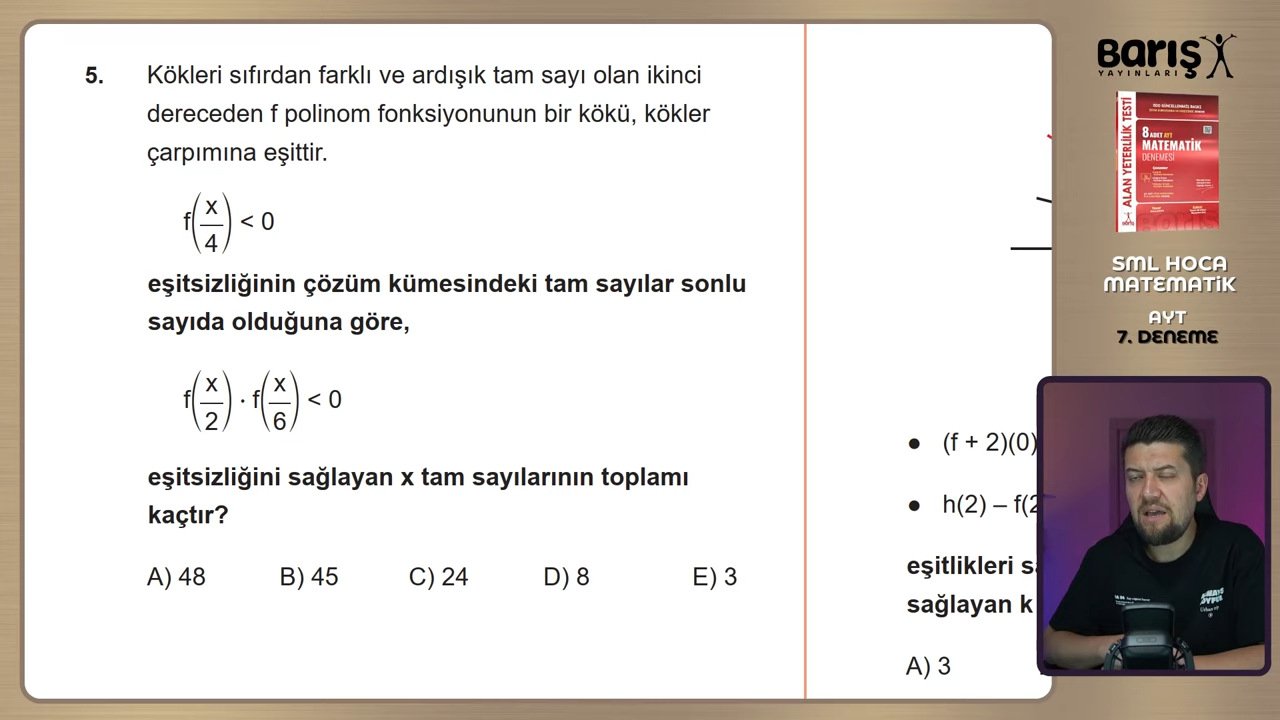 5. Kökleri sıfırdan farklı ve ardışık tam sayı olan ikinci
dereceden f polinom fonksiyonunun bir kökü, kökler
çarpımına eşittir.
f(x/4) < 0
eşitsizliğinin çözüm kümesindeki tam sayılar sonlu
sayıda olduğuna göre,
f(x/2) · f(x/6) < 0
eşitsizliğini sağlayan x tam sayılarının toplamı
kaçtır?
A) 48 B) 45 C) 24 D) 8 E) 3
● (f + 2)(0)
● h(2) – f(2
eşitlikleri
sağlayan k
A) 3
Barış
YAYINLARI
ALAN YETERLİLİK TESTİ
8 ADET AYT
MATEMATİK
DENEMESİ
Barış
SML HOCA
MATEMATİK
AYT
7. DENEME